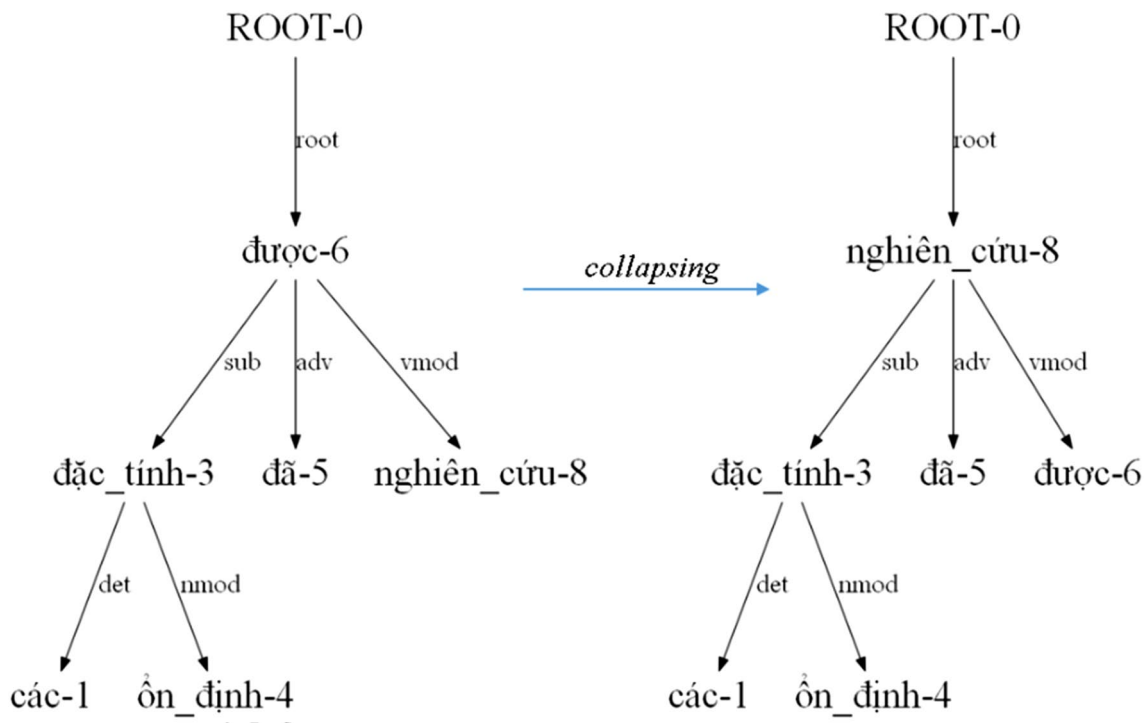 ROOT-0 ROOT-0
root root
được-6 nghiên_cứu-8
collapsing
sub adv vmod sub adv vmod
đặc_tính-3 đã-5 nghiên_cứu-8 đặc_tính-3 đã-5 được-6
det nmod det nmod
các-1 ổn_định-4 các-1 ổn_định-4